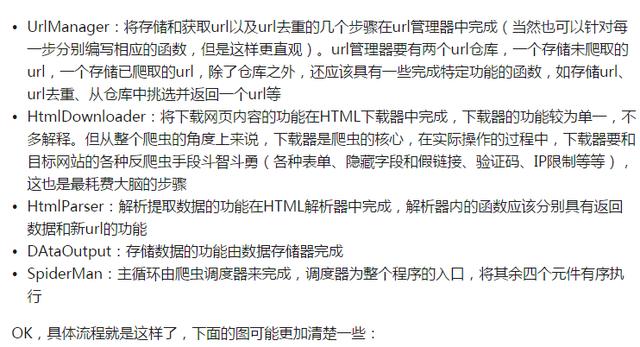 • UrlManager：将存储和获取url以及url去重的几个步骤在url管理器中完成（当然也可以针对每
一步分别编写相应的函数，但是这样更直观）。url管理器要有两个url仓库，一个存储未爬取的
url，一个存储已爬取的url，除了仓库之外，还应该具有一些完成特定功能的函数，如存储url、
url去重、从仓库中挑选并返回一个url等
• HtmlDownloader：将下载网页内容的功能在HTML下载器中完成，下载器的功能较为单一，不
多解释。但从整个爬虫的角度上来说，下载器是爬虫的核心，在实际操作的过程中，下载器要和
目标网站的各种反爬虫手段斗智斗勇（各种表单、隐藏字段和假链接、验证码、IP限制等等），
这也是最耗费大脑的步骤
• HtmlParser：解析提取数据的功能在HTML解析器中完成，解析器内的函数应该分别具有返回
数据和新url的功能
• DAtaOutput：存储数据的功能由数据存储器完成
• SpiderMan：主循环由爬虫调度器来完成，调度器为整个程序的入口，将其余四个元件有序执
行
OK，具体流程就是这样了，下面的图可能更加清楚一些：